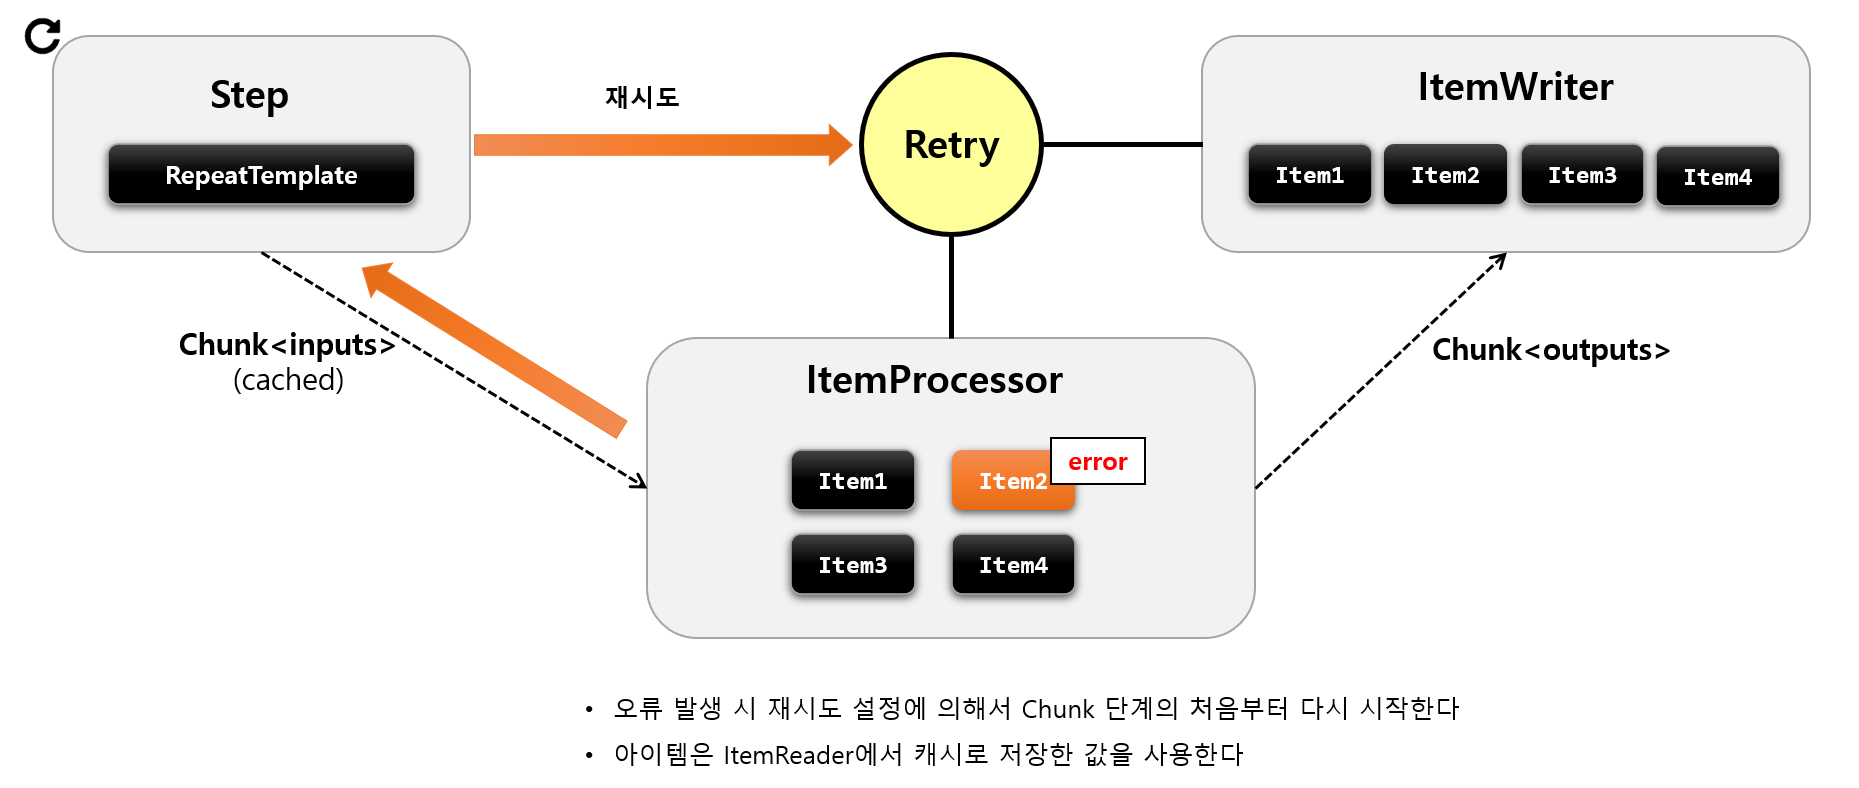 Step
RepeatTemplate
재시도
Retry
ItemWriter
Item1 Item2 Item3 Item4
Chunk<inputs>
(cached)
Chunk<outputs>
ItemProcessor
Item1 Item2 error
Item3 Item4
• 오류 발생 시 재시도 설정에 의해서 Chunk 단계의 처음부터 다시 시작한다
• 아이템은 ItemReader에서 캐시로 저장한 값을 사용한다